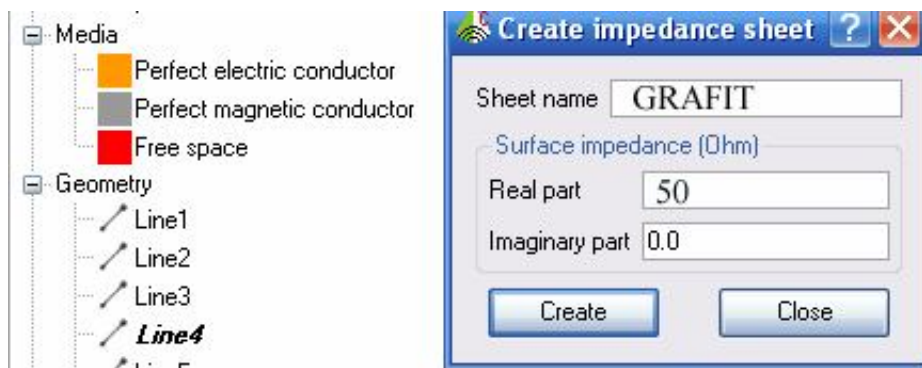 Media
Perfect electric conductor
Perfect magnetic conductor
Free space
Geometry
Line1
Line2
Line3
Line4
Create impedance sheet
Sheet name GRAFIT
Surface impedance (Ohm)
Real part 50
Imaginary part 0.0
Create Close